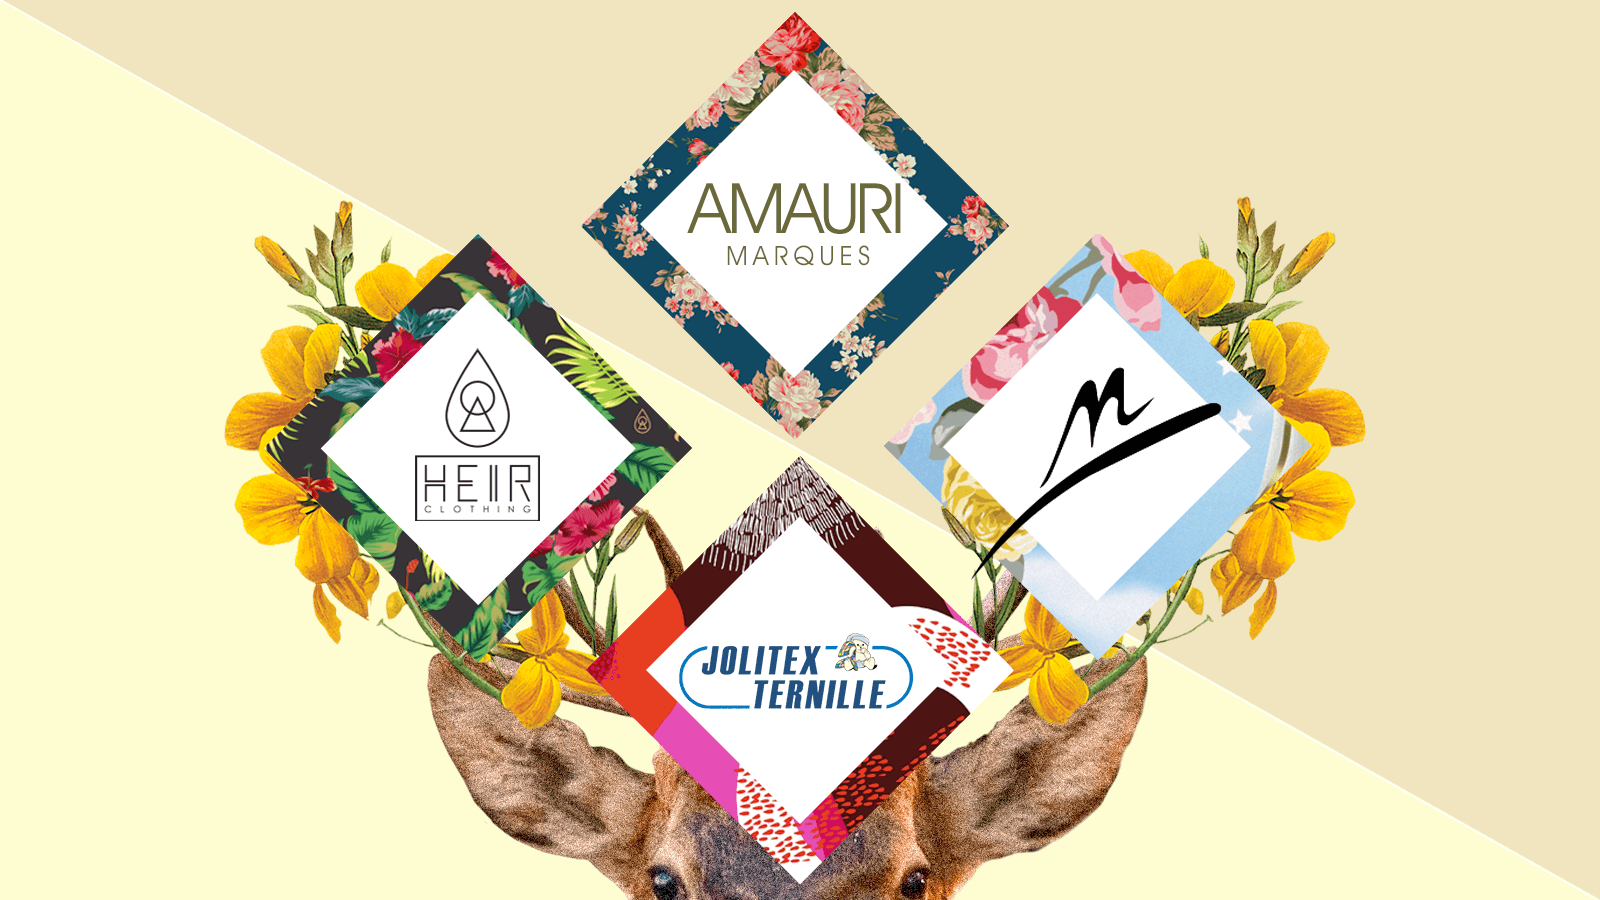 AMAURI
MARQUES
HEIR
CLOTHING
JOLITEX
TERNILLE